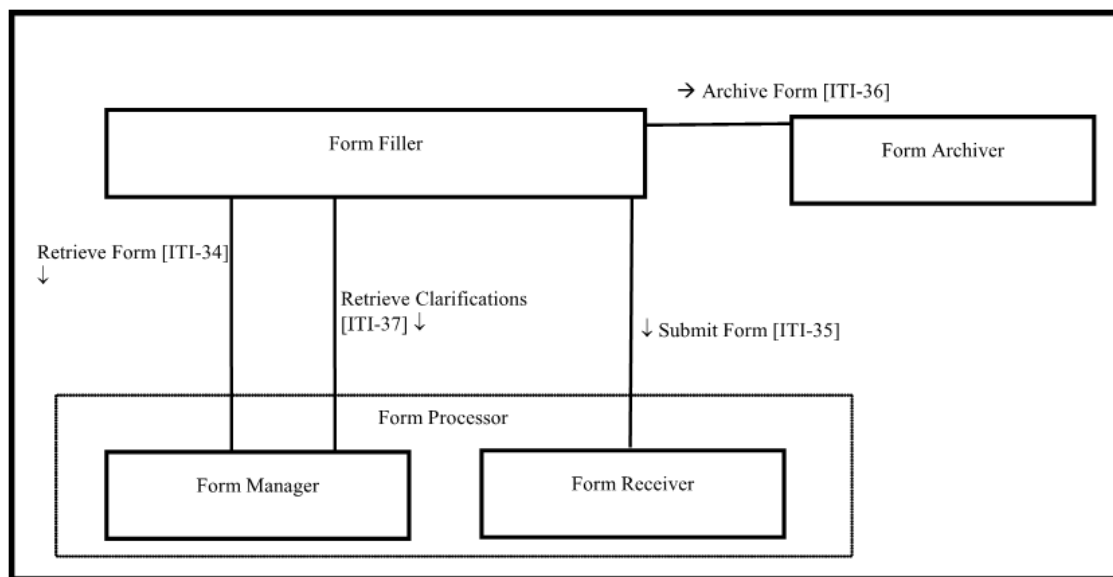 → Archive Form [ITI-36]
Form Filler
Form Archiver
Retrieve Form [ITI-34]
↓
Retrieve Clarifications
[ITI-37] ↓
↓ Submit Form [ITI-35]
Form Processor
Form Manager
Form Receiver